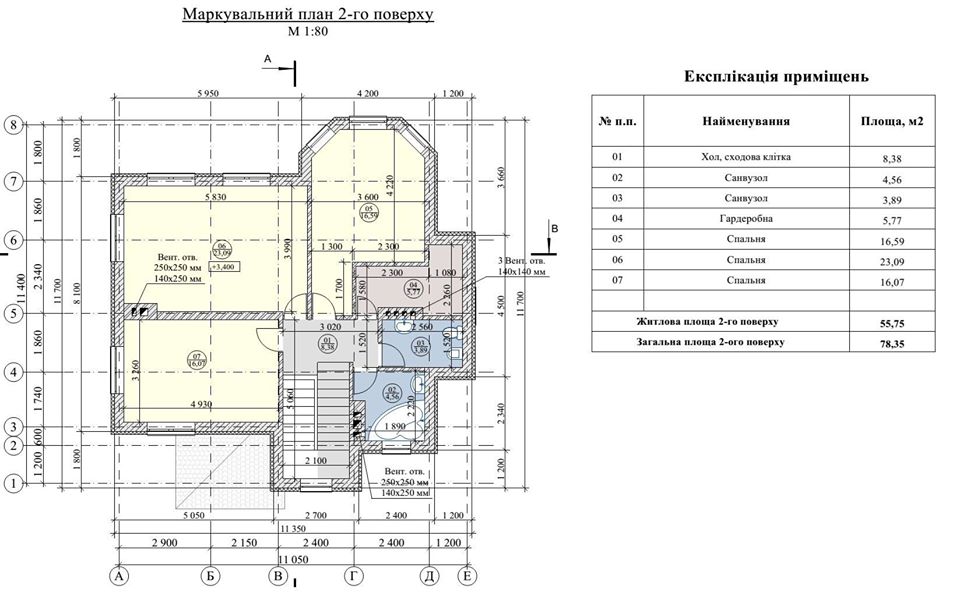 Маркувальний план 2-го поверху
М 1:80
А
5 950
4 200
1 200
8
7
6
5
4
3
2
1
1 800
1 860
2 340
1 860
1 740
600
1 200
11 400
1 800
8 100
1 800
11 700
5 830
3 600
4 220
05
16,59
06
23,09
+3,400
3 990
1 300
2 300
Вент. отв.
250х250 мм
140х250 мм
3 Вент. отв.
140х140 мм
2 300
1 080
04
5,77
1 700
1 580
2 260
3 020
2 560
01
8,38
1 520
03
3,89
1 520
07
16,07
3 260
4 930
5 060
02
4,56
2 220
1 890
2 100
Вент. отв.
250х250 мм
140х250 мм
В
3 660
4 500
2 340
1 200
11 700
5 050
2 700
2 400
1 200
11 350
2 900
2 150
2 400
2 400
1 200
11 050
А
Б
В
Г
Д
Е
Експлікація приміщень
№ п.п. Найменування Площа, м2
01 Хол, сходова клітка 8,38
02 Санвузол 4,56
03 Санвузол 3,89
04 Гардеробна 5,77
05 Спальня 16,59
06 Спальня 23,09
07 Спальня 16,07
Житлова площа 2-го поверху 55,75
Загальна площа 2-ого поверху 78,35